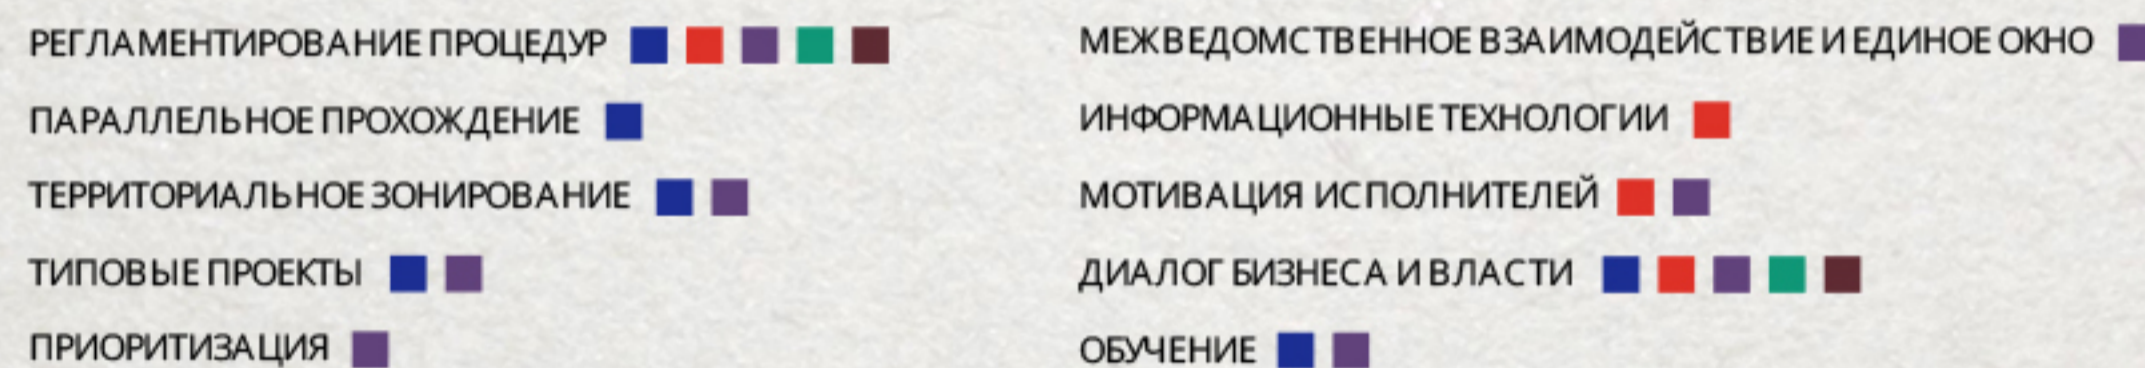 РЕГЛАМЕНТИРОВАНИЕ ПРОЦЕДУР
ПАРАЛЛЕЛЬНОЕ ПРОХОЖДЕНИЕ
ТЕРРИТОРИАЛЬНОЕ ЗОНИРОВАНИЕ
ТИПОВЫЕ ПРОЕКТЫ
ПРИОРИТИЗАЦИЯ
МЕЖВЕДОМСТВЕННОЕ ВЗАИМОДЕЙСТВИЕ И ЕДИНОЕ ОКНО
ИНФОРМАЦИОННЫЕ ТЕХНОЛОГИИ
МОТИВАЦИЯ ИСПОЛНИТЕЛЕЙ
ДИАЛОГ БИЗНЕСА И ВЛАСТИ
ОБУЧЕНИЕ